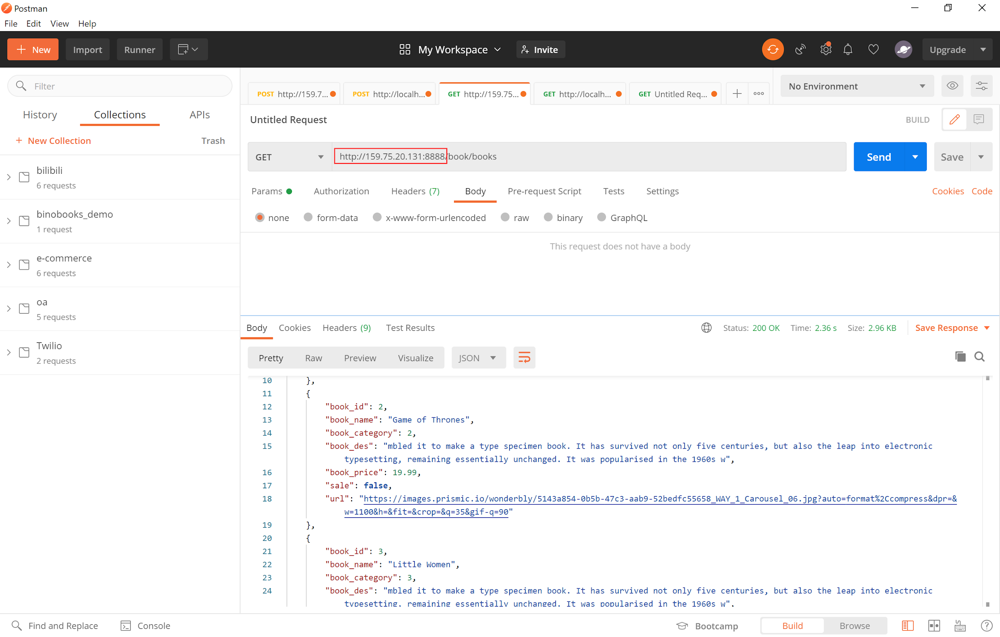 Postman
File Edit View Help
New Import Runner My Workspace Invite Upgrade
Filter
History Collections APIs
+ New Collection Trash
bilibili
6 requests
binobooks_demo
1 request
e-commerce
6 requests
oa
5 requests
Twilio
2 requests
POST http://159.7... POST http://localh... GET http://159.75... GET http://localh... GET Untitled Req... No Environment
Untitled Request BUILD
GET http://159.75.20.131:8888/book/books Send Save
Params Authorization Headers (7) Body Pre-request Script Tests Settings Cookies Code
none form-data x-www-form-urlencoded raw binary GraphQL
This request does not have a body
Body Cookies Headers (9) Test Results Status: 200 OK Time: 2.36 s Size: 2.96 KB Save Response
Pretty Raw Preview Visualize JSON
10 },
11 {
12 "book_id": 2,
13 "book_name": "Game of Thrones",
14 "book_category": 2,
15 "book_des": "mbled it to make a type specimen book. It has survived not only five centuries, but also the leap into electronic
typesetting, remaining essentially unchanged. It was popularised in the 1960s w",
16 "book_price": 19.99,
17 "sale": false,
18 "url": "https://images.prismic.io/wonderbly/5143a854-0b5b-47c3-aab9-52bedfc55658_WAY_1_Carousel_06.jpg?auto=format%2Ccompress&dpr=&
w=1100&h=&fit=&crop=&q=35&gif-q=90"
19 },
20 {
21 "book_id": 3,
22 "book_name": "Little Women",
23 "book_category": 3,
24 "book_des": "mbled it to make a type specimen book. It has survived not only five centuries, but also the leap into electronic
typesetting, remaining essentially unchanged. It was popularised in the 1960s w",
Find and Replace Console Bootcamp Build Browse